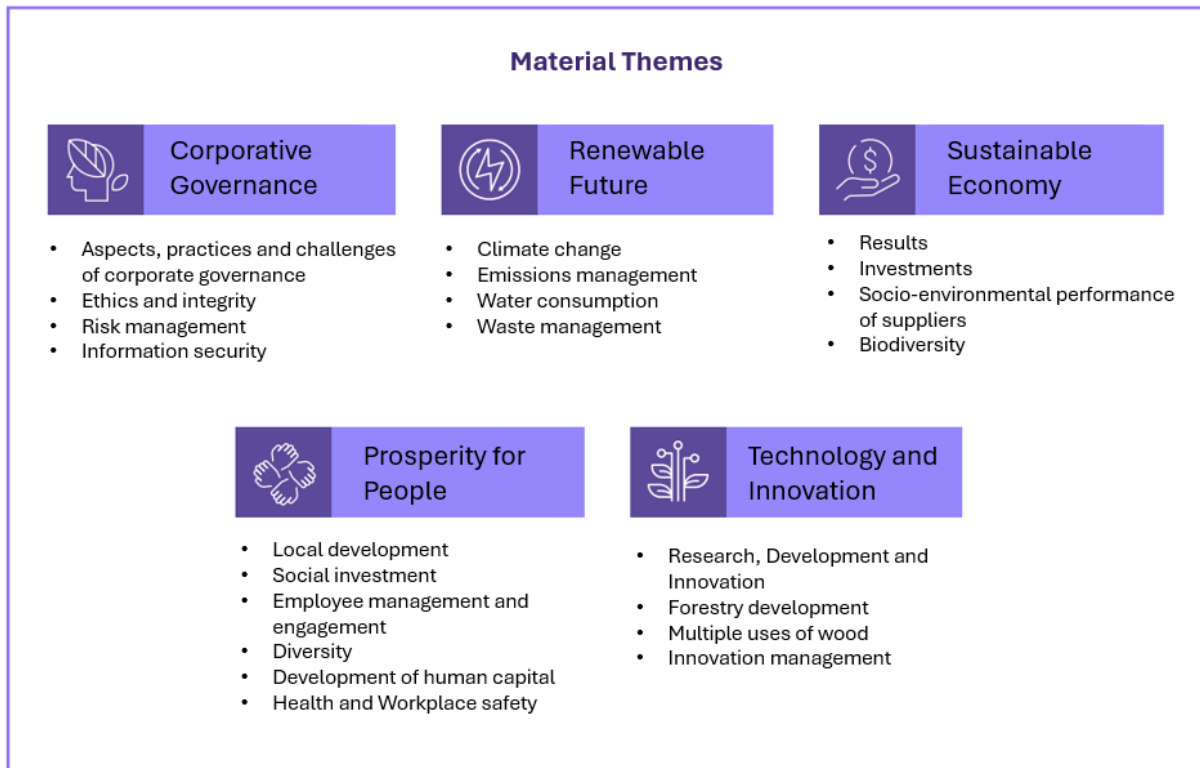 Material Themes
Corporative
Governance
• Aspects, practices and challenges
of corporate governance
• Ethics and integrity
• Risk management
• Information security
Renewable
Future
• Climate change
• Emissions management
• Water consumption
• Waste management
Sustainable
Economy
• Results
• Investments
• Socio-environmental performance
of suppliers
• Biodiversity
Prosperity for
People
• Local development
• Social investment
• Employee management and
engagement
• Diversity
• Development of human capital
• Health and Workplace safety
Technology and
Innovation
• Research, Development and
Innovation
• Forestry development
• Multiple uses of wood
• Innovation management